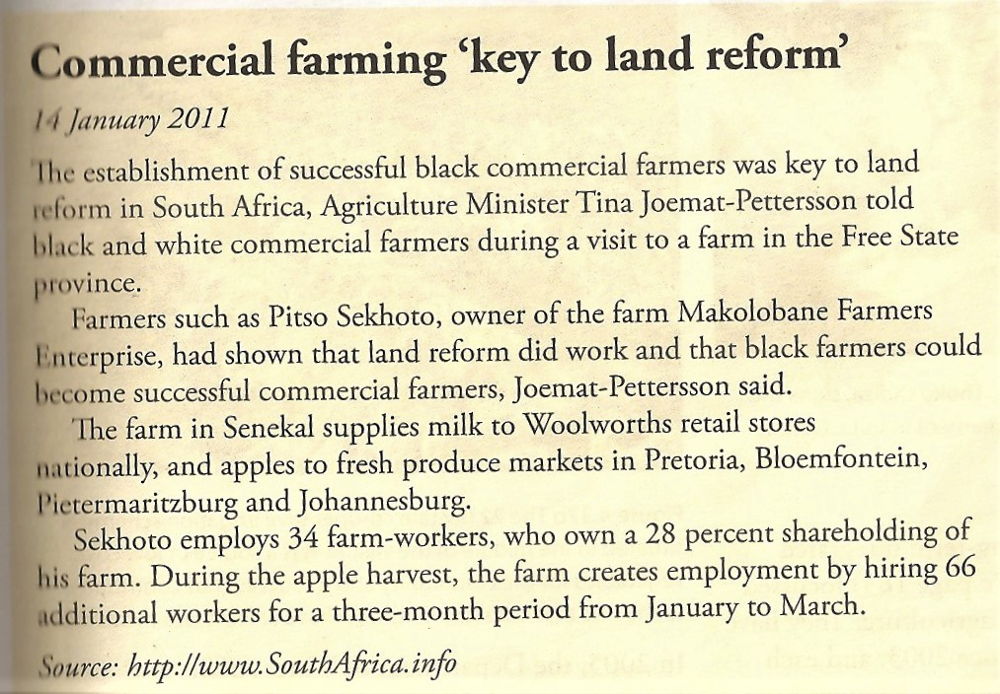 Commercial farming ‘key to land reform’
14 January 2011
The establishment of successful black commercial farmers was key to land
reform in South Africa, Agriculture Minister Tina Joemat-Pettersson told
black and white commercial farmers during a visit to a farm in the Free State
province.
Farmers such as Pitso Sekhoto, owner of the farm Makolobane Farmers
Enterprise, had shown that land reform did work and that black farmers could
become successful commercial farmers, Joemat-Pettersson said.
The farm in Senekal supplies milk to Woolworths retail stores
nationally, and apples to fresh produce markets in Pretoria, Bloemfontein,
Pietermaritzburg and Johannesburg.
Sekhoto employs 34 farm-workers, who own a 28 percent shareholding of
his farm. During the apple harvest, the farm creates employment by hiring 66
additional workers for a three-month period from January to March.
Source: http://www.SouthAfrica.info